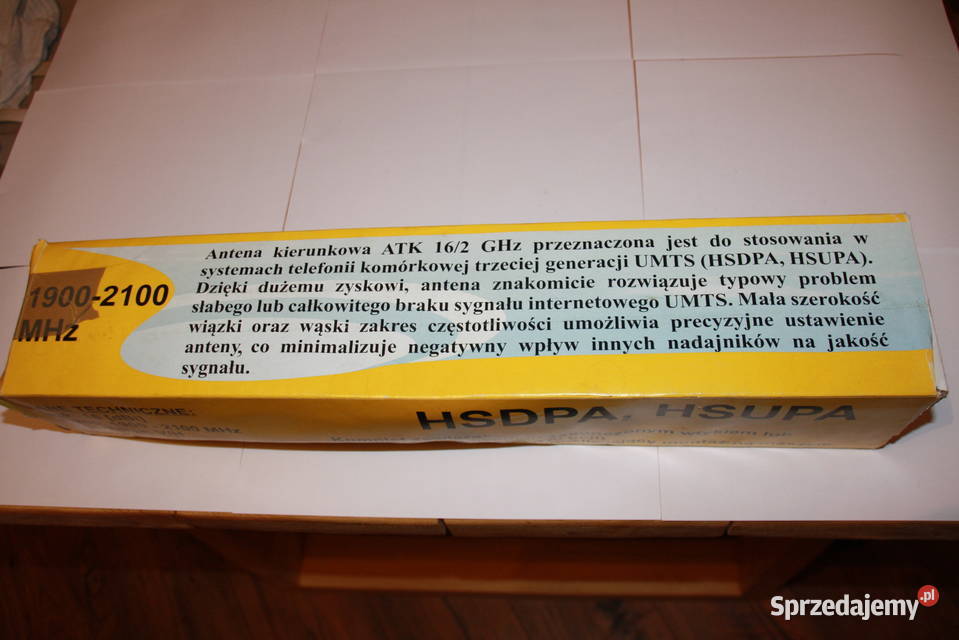 Antena kierunkowa ATK 16/2 GHz przeznaczona jest do stosowania w
systemach telefonii komórkowej trzeciej generacji UMTS (HSDPA, HSUPA).
Dzięki dużemu zyskowi, antena znakomicie rozwiązuje typowy problem
słabego lub całkowitego braku sygnału internetowego UMTS. Mała szerokość
wiązki oraz wąski zakres częstotliwości umożliwia precyzyjne ustawienie
anteny, co minimalizuje negatywny wpływ innych nadajników na jakość
sygnału.
1900-2100
MHz
TECHNICZNE:
-2100 MHz
HSDPA, HSUPA
Sprzedajemy.pl